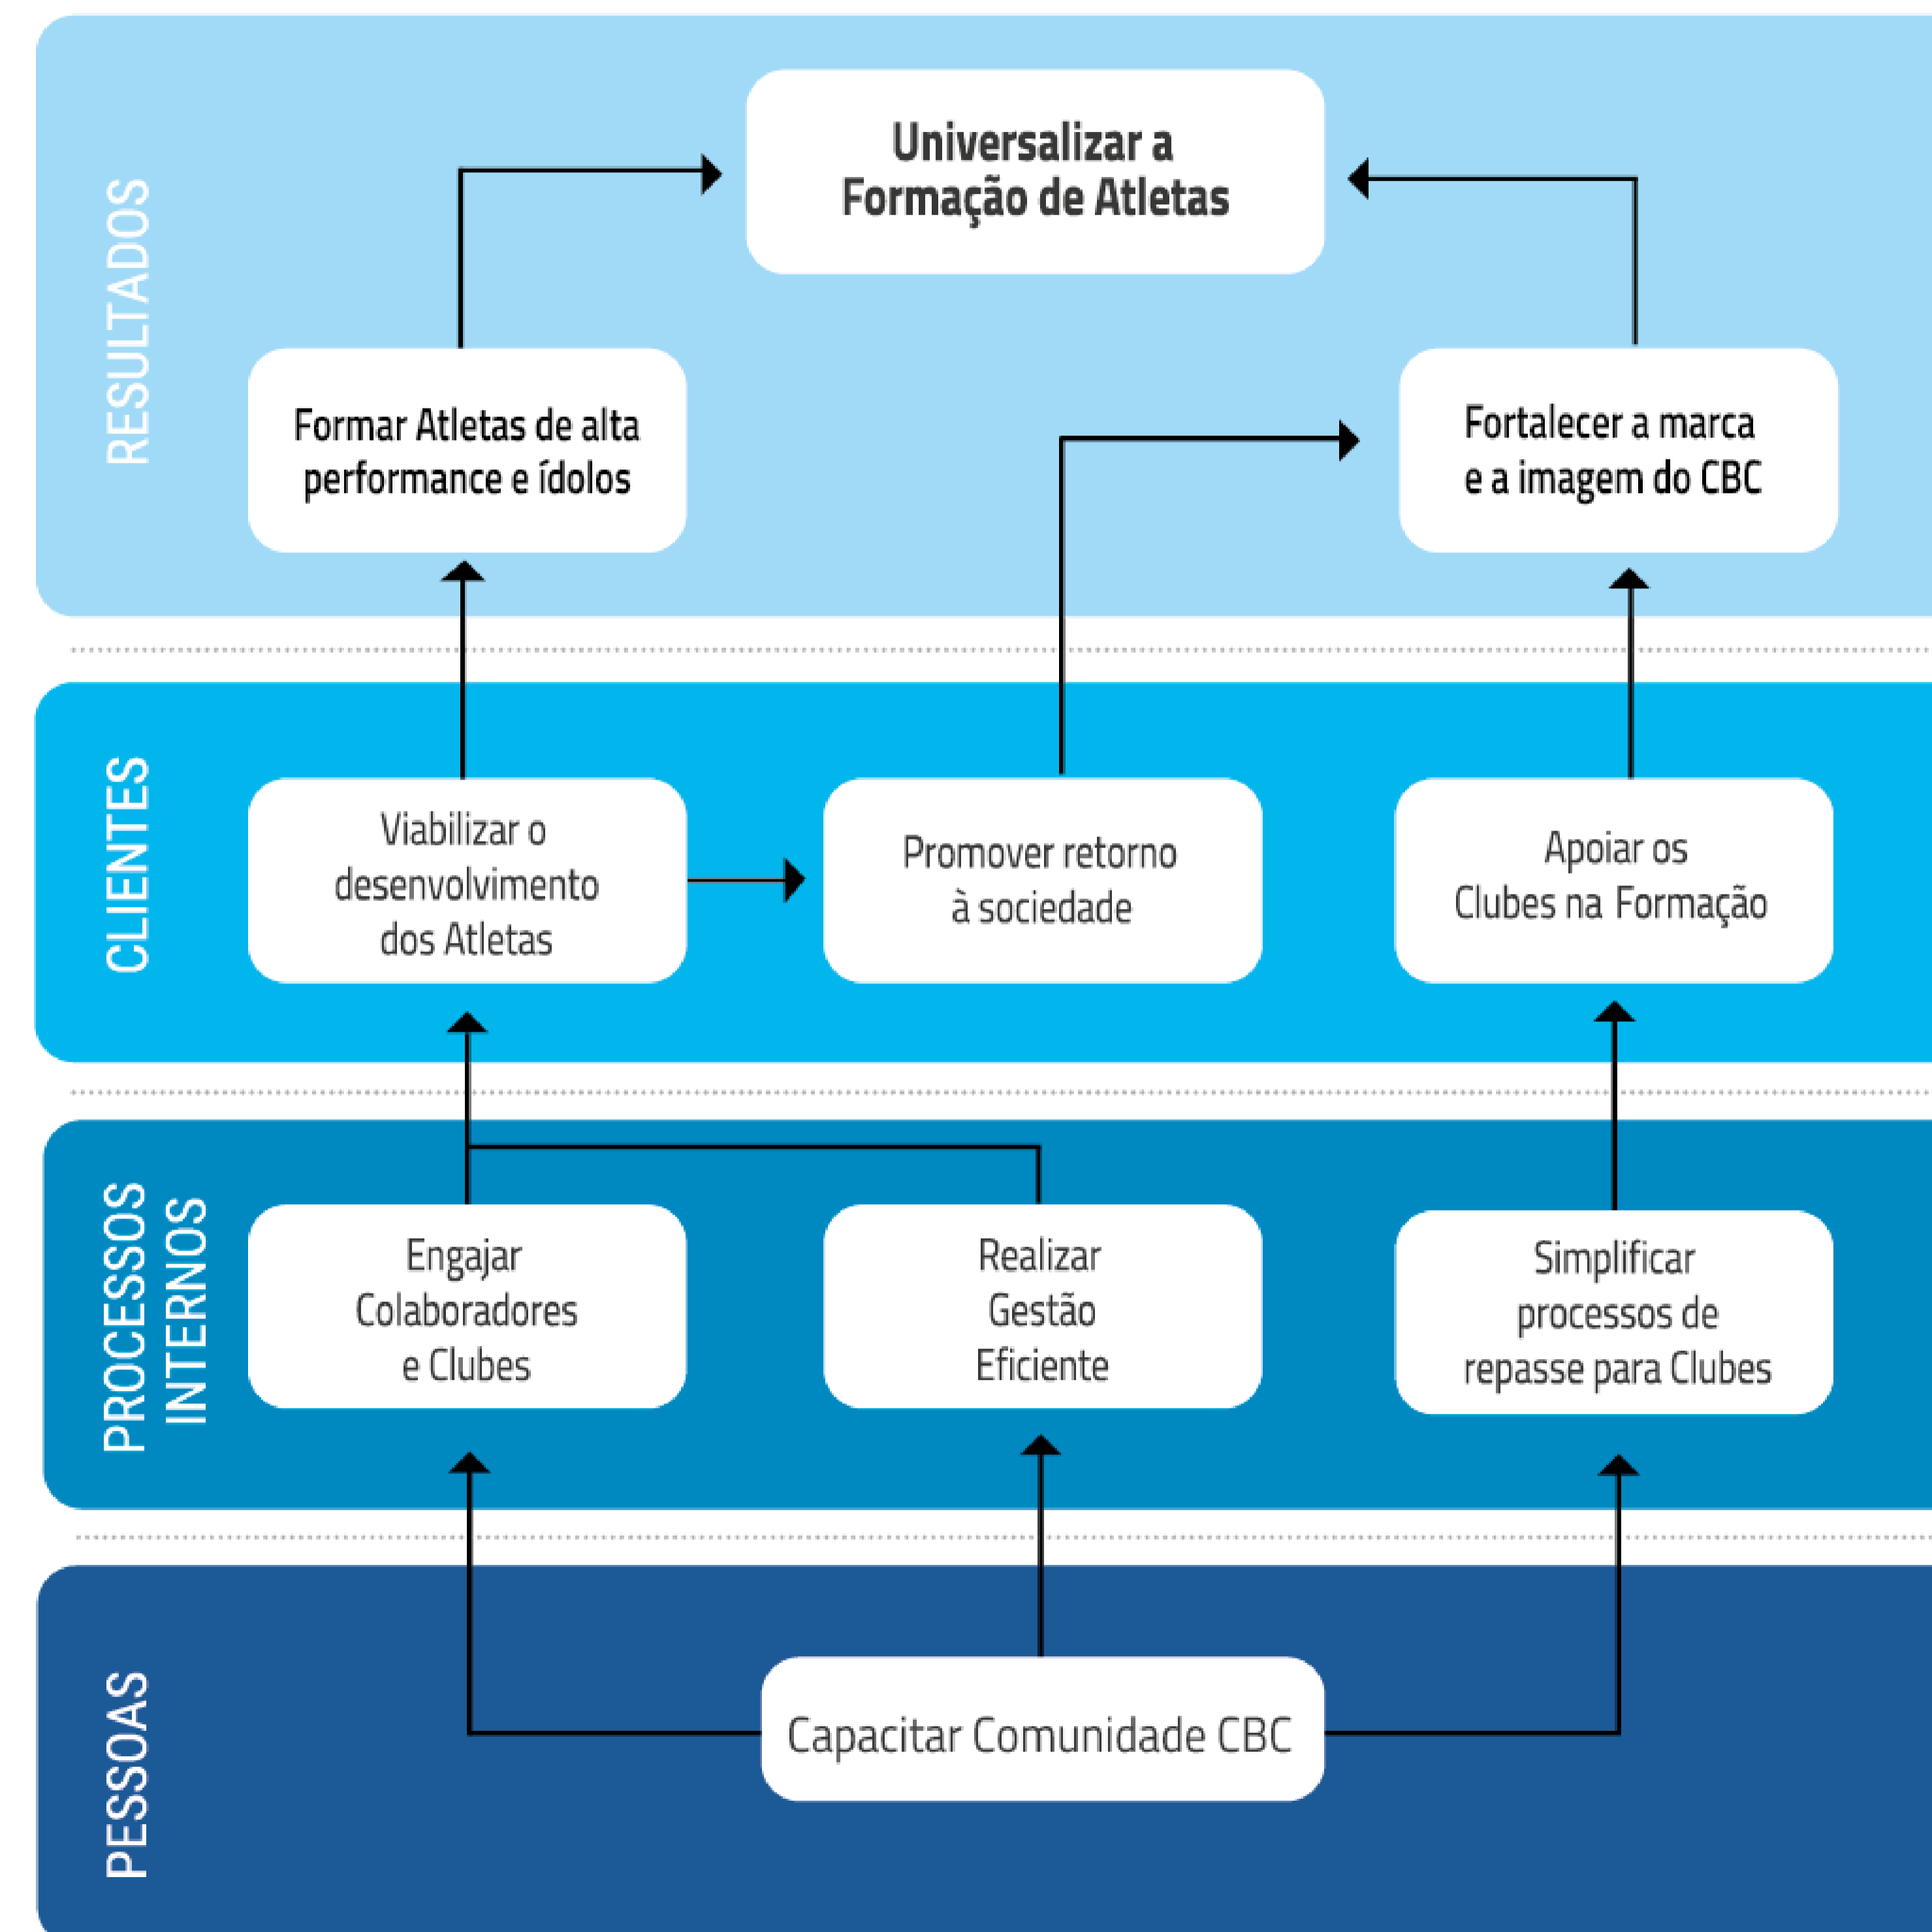 RESULTADOS
Universalizar a
Formação de Atletas
Formar Atletas de alta
performance e ídolos
Fortalecer a marca
e a imagem do CBC
CLIENTES
Viabilizar o
desenvolvimento
dos Atletas
Promover retorno
à sociedade
Apoiar os
Clubes na Formação
PROCESSOS
INTERNOS
Engajar
Colaboradores
e Clubes
Realizar
Gestão
Eficiente
Simplificar
processos de
repasse para Clubes
PESSOAS
Capacitar Comunidade CBC